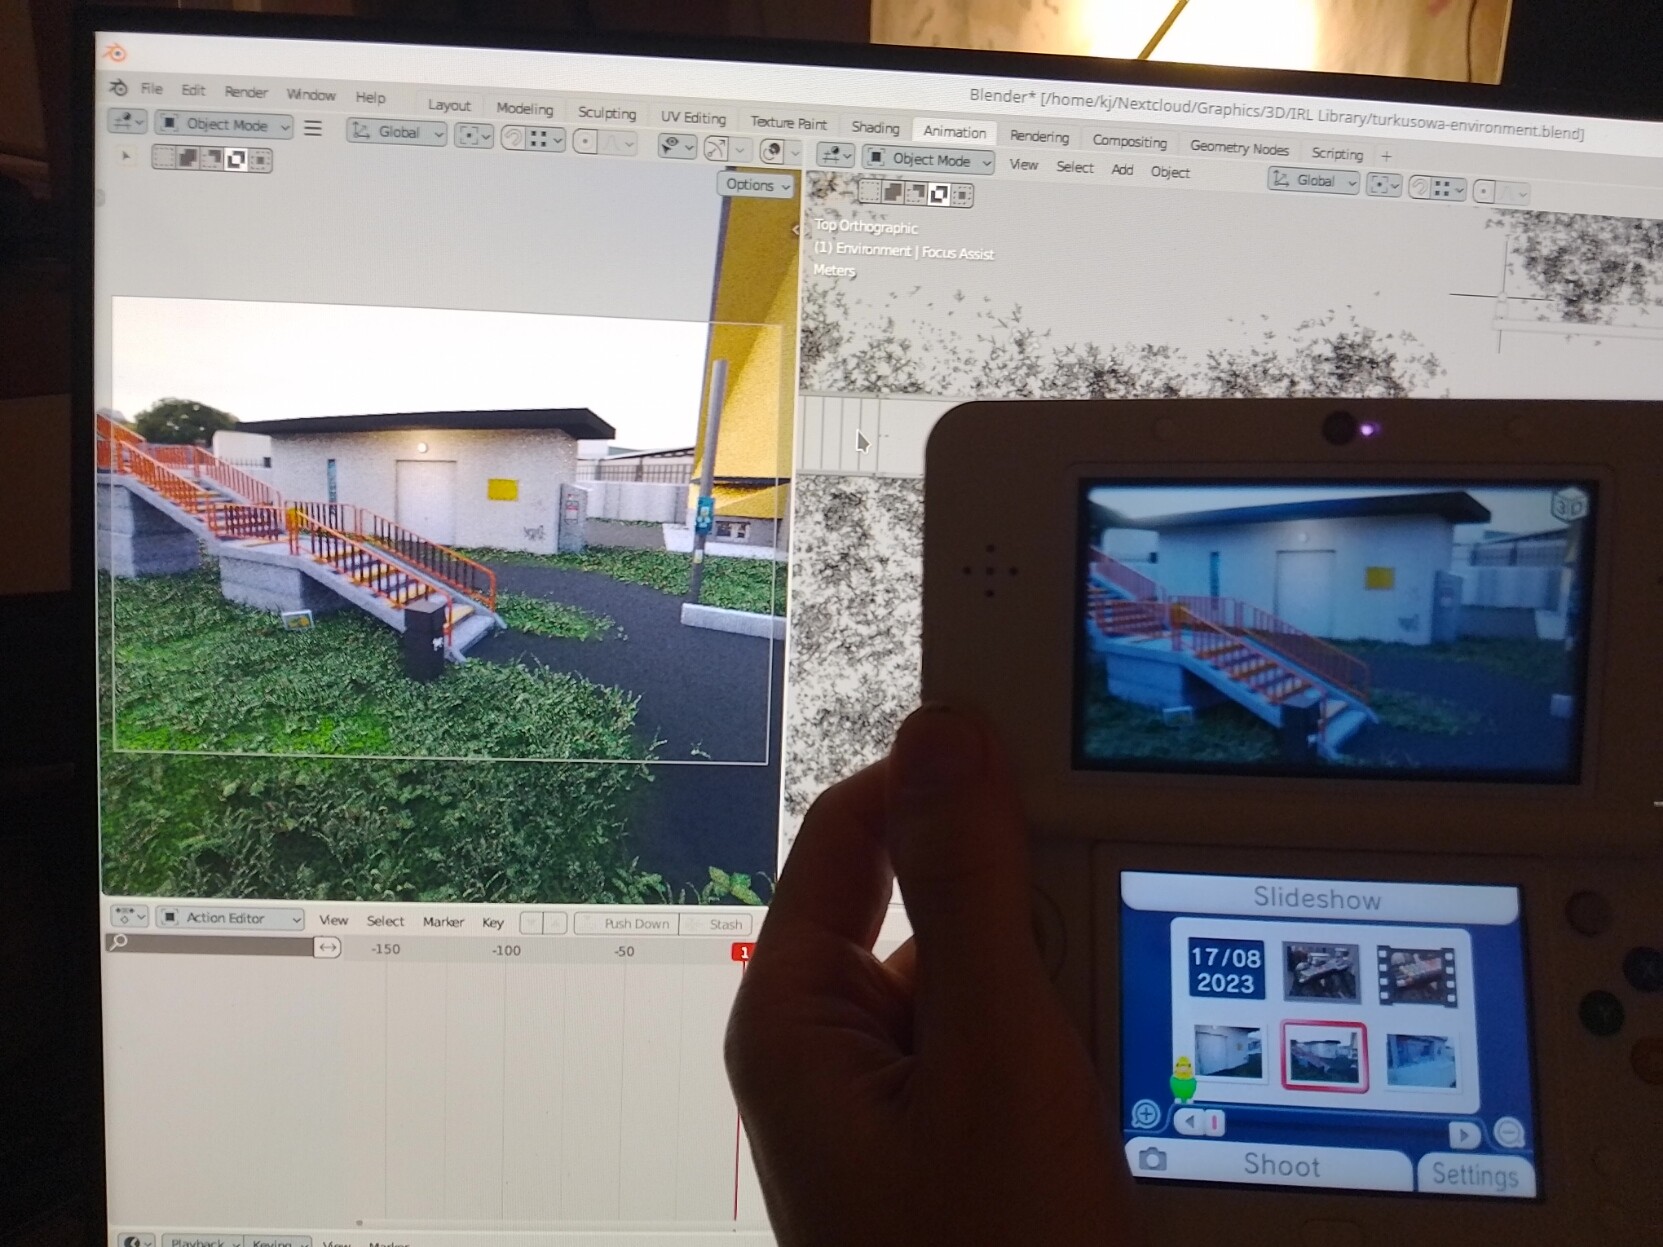 Blender* [/home/kj/Nextcloud/Graphics/3D/IRL Library/turkusowa-environment.blend]
File Edit Render Window Help Layout Modeling Sculpting UV Editing Texture Paint Shading Animation Rendering Compositing Geometry Nodes Scripting +
Object Mode Global
Options
Object Mode View Select Add Object Global
Top Orthographic
(1) Environment | Focus Assist
Meters
Action Editor View Select Marker Key Push Down Stash
-150 -100 -50 1
Playback Keying View Marker
3D
Slideshow
17/08
2023
Shoot
Settings
Y